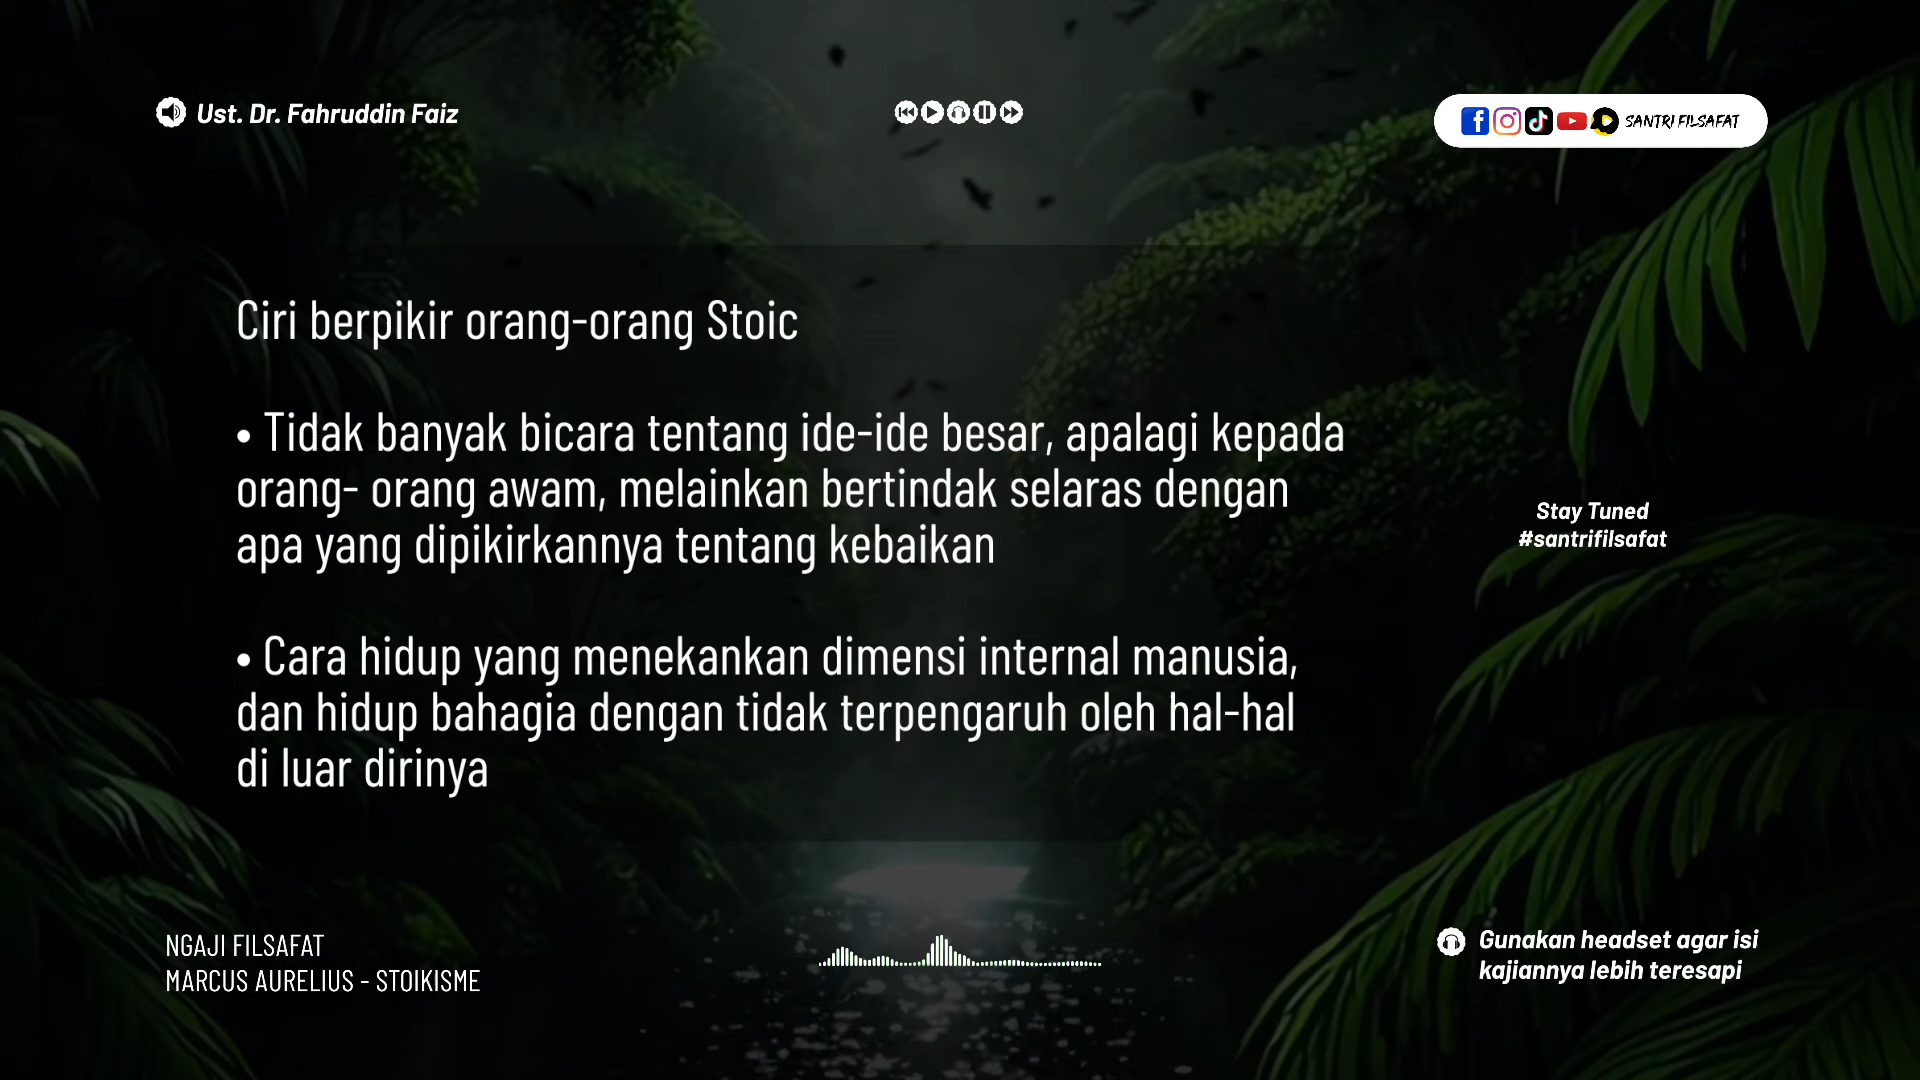 Ust. Dr. Fahruddin Faiz
SANTRI FILSAFAT
Ciri berpikir orang-orang Stoic
• Tidak banyak bicara tentang ide-ide besar, apalagi kepada
orang- orang awam, melainkan bertindak selaras dengan
apa yang dipikirkannya tentang kebaikan
• Cara hidup yang menekankan dimensi internal manusia,
dan hidup bahagia dengan tidak terpengaruh oleh hal-hal
di luar dirinya
Stay Tuned
#santrifilsafat
NGAJI FILSAFAT
MARCUS AURELIUS - STOIKISME
Gunakan headset agar isi
kajiannya lebih teresapi